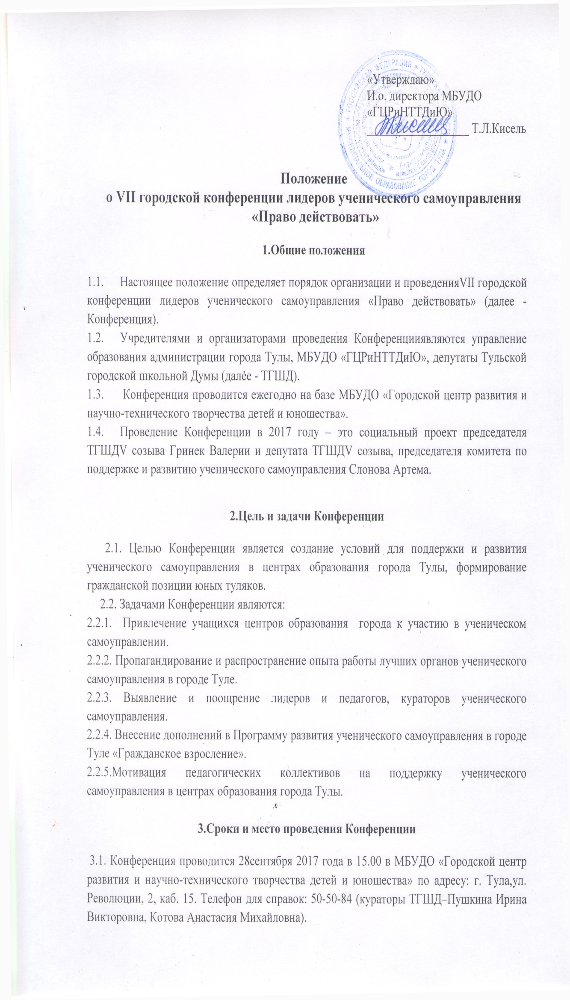 «Утверждаю»
И.о. директора МБУДО
«ГЦРиНТТДиЮ»
________________ Т.Л.Кисель
РОССИЙСКАЯ ФЕДЕРАЦИЯ
МУНИЦИПАЛЬНОЕ ОБРАЗОВАНИЕ ГОРОД ТУЛА
Положение
о VII городской конференции лидеров ученического самоуправления
«Право действовать»
1.Общие положения
1.1. Настоящее положение определяет порядок организации и проведенияVII городской
конференции лидеров ученического самоуправления «Право действовать» (далее -
Конференция).
1.2. Учредителями и организаторами проведения Конференцииявляются управление
образования администрации города Тулы, МБУДО «ГЦРиНТТДиЮ», депутаты Тульской
городской школьной Думы (далее - ТГШД).
1.3. Конференция проводится ежегодно на базе МБУДО «Городской центр развития и
научно-технического творчества детей и юношества».
1.4. Проведение Конференции в 2017 году – это социальный проект председателя
ТГШДV созыва Гринек Валерии и депутата ТГШДV созыва, председателя комитета по
поддержке и развитию ученического самоуправления Слонова Артема.
2.Цель и задачи Конференции
2.1. Целью Конференции является создание условий для поддержки и развития
ученического самоуправления в центрах образования города Тулы, формирование
гражданской позиции юных туляков.
2.2. Задачами Конференции являются:
2.2.1. Привлечение учащихся центров образования города к участию в ученическом
самоуправлении.
2.2.2. Пропагандирование и распространение опыта работы лучших органов ученического
самоуправления в городе Туле.
2.2.3. Выявление и поощрение лидеров и педагогов, кураторов ученического
самоуправления.
2.2.4. Внесение дополнений в Программу развития ученического самоуправления в городе
Туле «Гражданское взросление».
2.2.5.Мотивация педагогических коллективов на поддержку ученического
самоуправления в центрах образования города Тулы.
3.Сроки и место проведения Конференции
3.1. Конференция проводится 28сентября 2017 года в 15.00 в МБУДО «Городской центр
развития и научно-технического творчества детей и юношества» по адресу: г. Тула,ул.
Революции, 2, каб. 15. Телефон для справок: 50-50-84 (кураторы ТГШД–Пушкина Ирина
Викторовна, Котова Анастасия Михайловна).